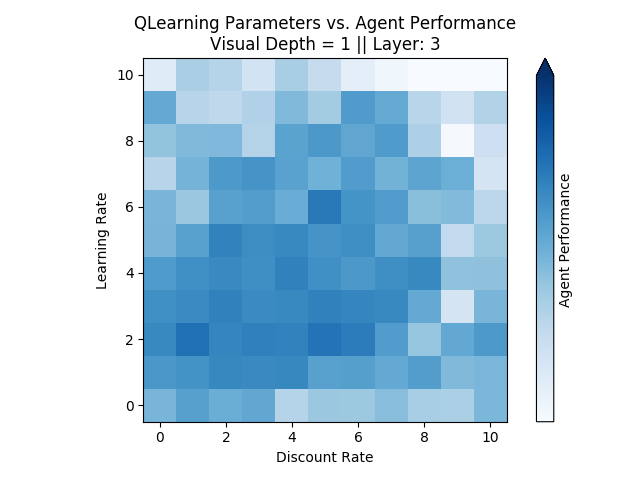 QLearning Parameters vs. Agent Performance
Visual Depth = 1 || Layer: 3
10
8
6
4
2
0
Learning Rate
0 2 4 6 8 10
Discount Rate
Agent Performance